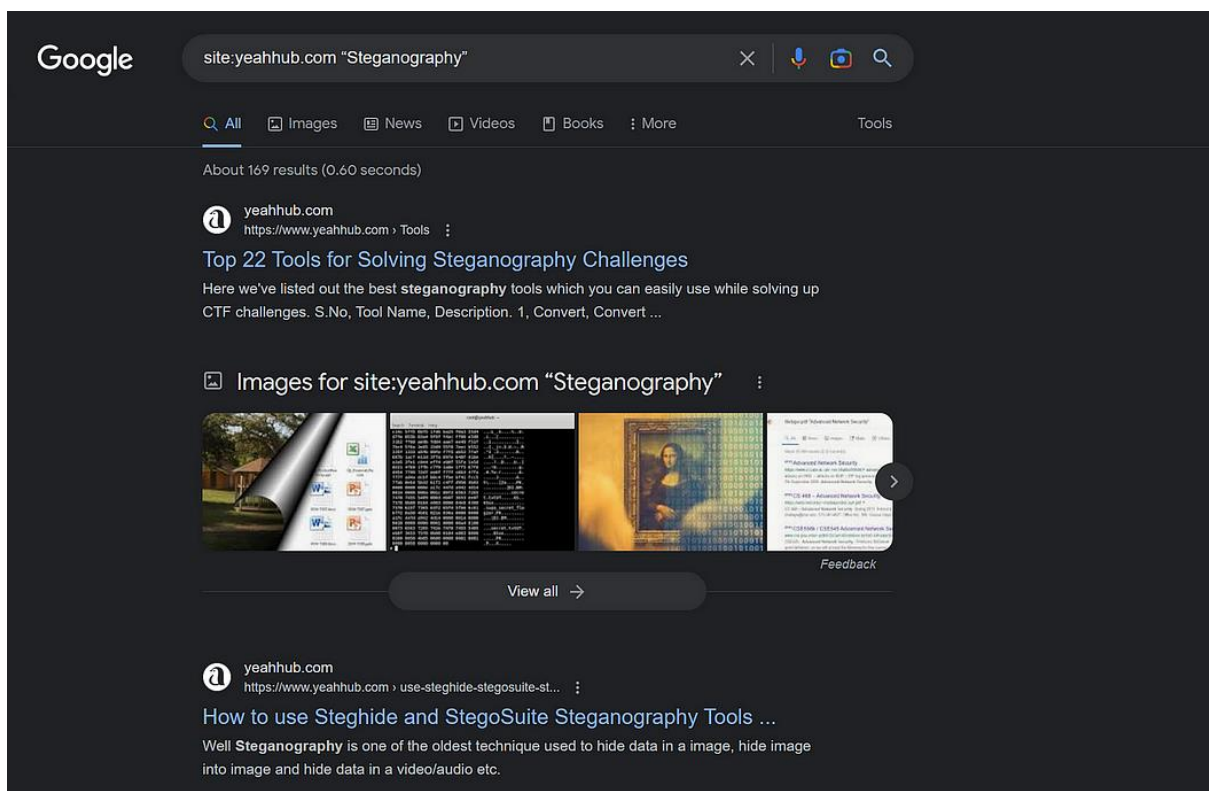 Google
site:yeahhub.com “Steganography”
All Images News Videos Books More Tools
About 169 results (0.60 seconds)
yeahhub.com
https://www.yeahhub.com › Tools
Top 22 Tools for Solving Steganography Challenges
Here we've listed out the best steganography tools which you can easily use while solving up
CTF challenges. S.No, Tool Name, Description. 1, Convert, Convert ...
Images for site:yeahhub.com “Steganography”
Feedback
View all
yeahhub.com
https://www.yeahhub.com › use-steghide-stegosuite-st...
How to use Steghide and StegoSuite Steganography Tools ...
Well Steganography is one of the oldest technique used to hide data in a image, hide image
into image and hide data in a video/audio etc.